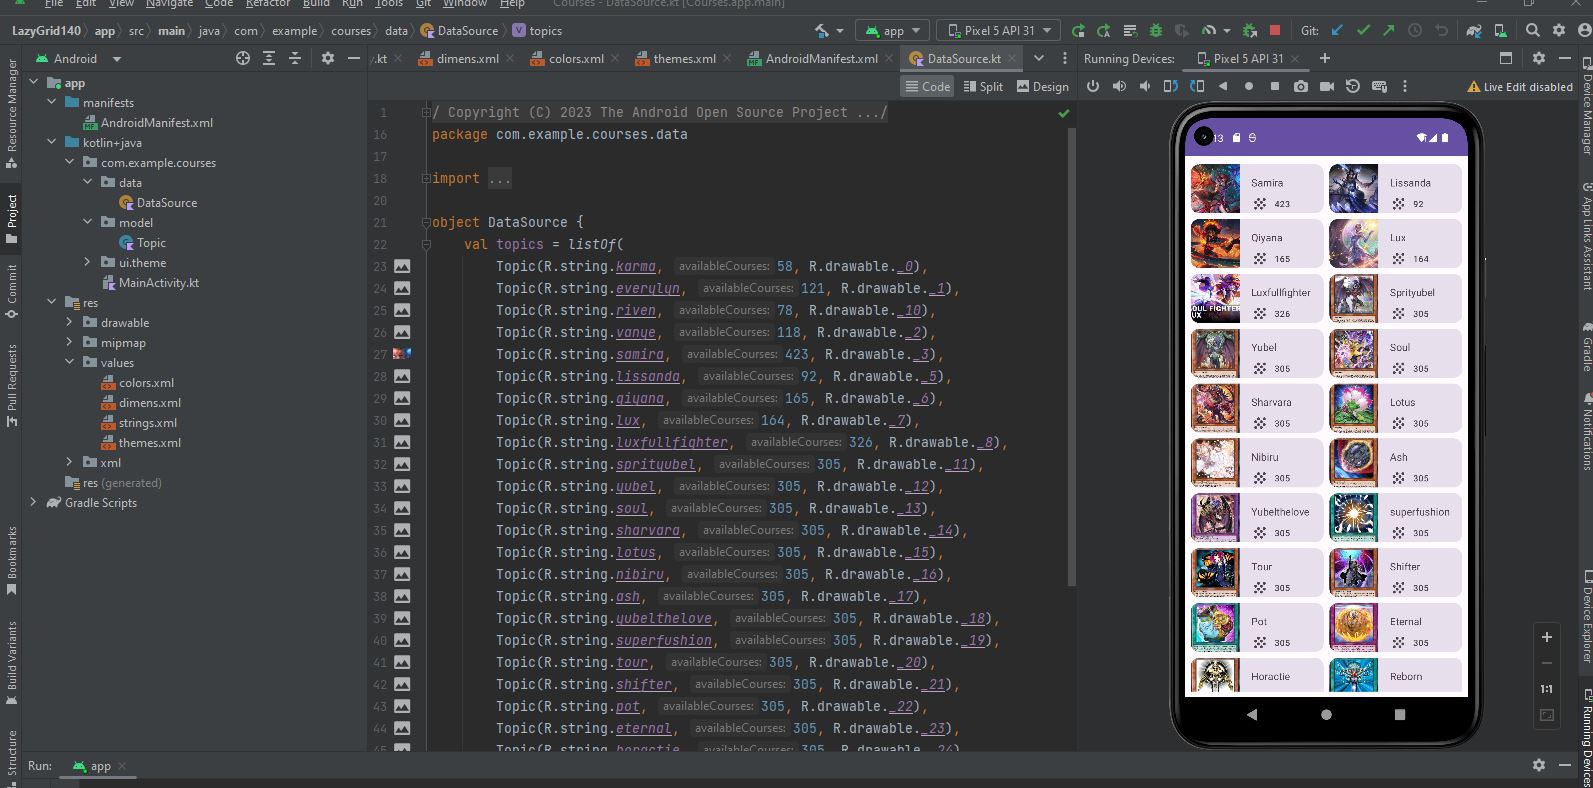 File Edit View Navigate Code Refactor Build Run Tools Git Window Help Courses - DataSource.kt [Courses.app.main]
LazyGrid140 app src main java com example courses data DataSource topics
app Pixel 5 API 31 Git:
Android
.kt dimens.xml colors.xml themes.xml AndroidManifest.xml DataSource.kt
Running Devices: Pixel 5 API 31
Code Split Design
Live Edit disabled
Resource Manager
Project
Commit
Pull Requests
Bookmarks
Build Variants
Structure
app
manifests
AndroidManifest.xml
kotlin+java
com.example.courses
data
DataSource
model
Topic
ui.theme
MainActivity.kt
res
drawable
mipmap
values
colors.xml
dimens.xml
strings.xml
themes.xml
xml
res (generated)
Gradle Scripts
1 / Copyright (C) 2023 The Android Open Source Project .../
16 package com.example.courses.data
17
18 import ...
20
21 object DataSource {
22 val topics = listOf(
23 Topic(R.string.karma, availableCourses: 58, R.drawable._0),
24 Topic(R.string.everylyn, availableCourses: 121, R.drawable._1),
25 Topic(R.string.riven, availableCourses: 78, R.drawable._10),
26 Topic(R.string.vanye, availableCourses: 118, R.drawable._2),
27 Topic(R.string.samira, availableCourses: 423, R.drawable._3),
28 Topic(R.string.lissanda, availableCourses: 92, R.drawable._5),
29 Topic(R.string.qiyana, availableCourses: 165, R.drawable._6),
30 Topic(R.string.lux, availableCourses: 164, R.drawable._7),
31 Topic(R.string.luxfullfighter, availableCourses: 326, R.drawable._8),
32 Topic(R.string.sprityubel, availableCourses: 305, R.drawable._11),
33 Topic(R.string.yubel, availableCourses: 305, R.drawable._12),
34 Topic(R.string.soul, availableCourses: 305, R.drawable._13),
35 Topic(R.string.sharvara, availableCourses: 305, R.drawable._14),
36 Topic(R.string.lotus, availableCourses: 305, R.drawable._15),
37 Topic(R.string.nibiru, availableCourses: 305, R.drawable._16),
38 Topic(R.string.ash, availableCourses: 305, R.drawable._17),
39 Topic(R.string.yubelthelove, availableCourses: 305, R.drawable._18),
40 Topic(R.string.superfushion, availableCourses: 305, R.drawable._19),
41 Topic(R.string.tour, availableCourses: 305, R.drawable._20),
42 Topic(R.string.shifter, availableCourses: 305, R.drawable._21),
43 Topic(R.string.pot, availableCourses: 305, R.drawable._22),
44 Topic(R.string.eternal, availableCourses: 305, R.drawable._23),
45 Topic(R.string.horactie, availableCourses: 305, R.drawable._24)
13
Samira Lissanda
423 92
Qiyana Lux
165 164
Luxfullfighter Sprityubel
326 305
Yubel Soul
305 305
Sharvara Lotus
305 305
Nibiru Ash
305 305
Yubelthelove superfushion
305 305
Tour Shifter
305 305
Pot Eternal
305 305
Horactie Reborn
1:1
Device Manager
App Links Assistant
Gradle
Notifications
Device Explorer
Running Devices
Run: app